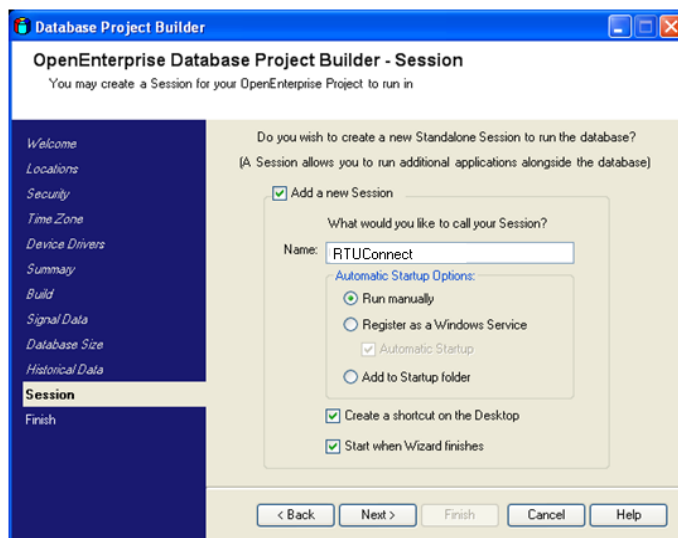 Database Project Builder
OpenEnterprise Database Project Builder - Session
You may create a Session for your OpenEnterprise Project to run in
Welcome
Locations
Security
Time Zone
Device Drivers
Summary
Build
Signal Data
Database Size
Historical Data
Session
Finish
Do you wish to create a new Standalone Session to run the database?
(A Session allows you to run additional applications alongside the database)
Add a new Session
What would you like to call your Session?
Name: RTUConnect
Automatic Startup Options:
Run manually
Register as a Windows Service
Automatic Startup
Add to Startup folder
Create a shortcut on the Desktop
Start when Wizard finishes
< Back Next > Finish Cancel Help